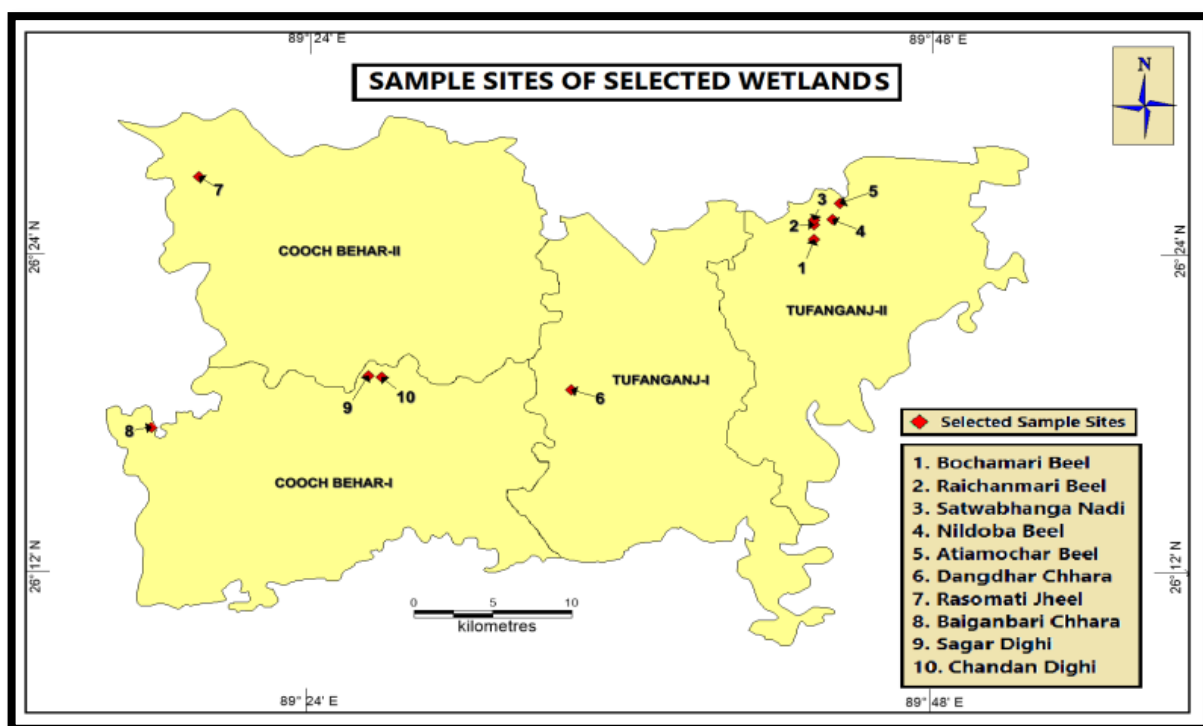 89° 24' E
89° 48' E
SAMPLE SITES OF SELECTED WETLANDS
N
7
3
5
2
4
1
26° 24' N
26° 24' N
COOCH BEHAR-II
TUFANGANJ-II
TUFANGANJ-I
9
10
6
8
COOCH BEHAR-I
Selected Sample Sites
1. Bochamari Beel
2. Raichanmari Beel
3. Satwabhanga Nadi
4. Nildoba Beel
5. Atiamochar Beel
6. Dangdhar Chhara
7. Rasomati Jheel
8. Baiganbari Chhara
9. Sagar Dighi
10. Chandan Dighi
26° 12' N
26° 12' N
0 5 10
kilometres
89° 24' E
89° 48' E